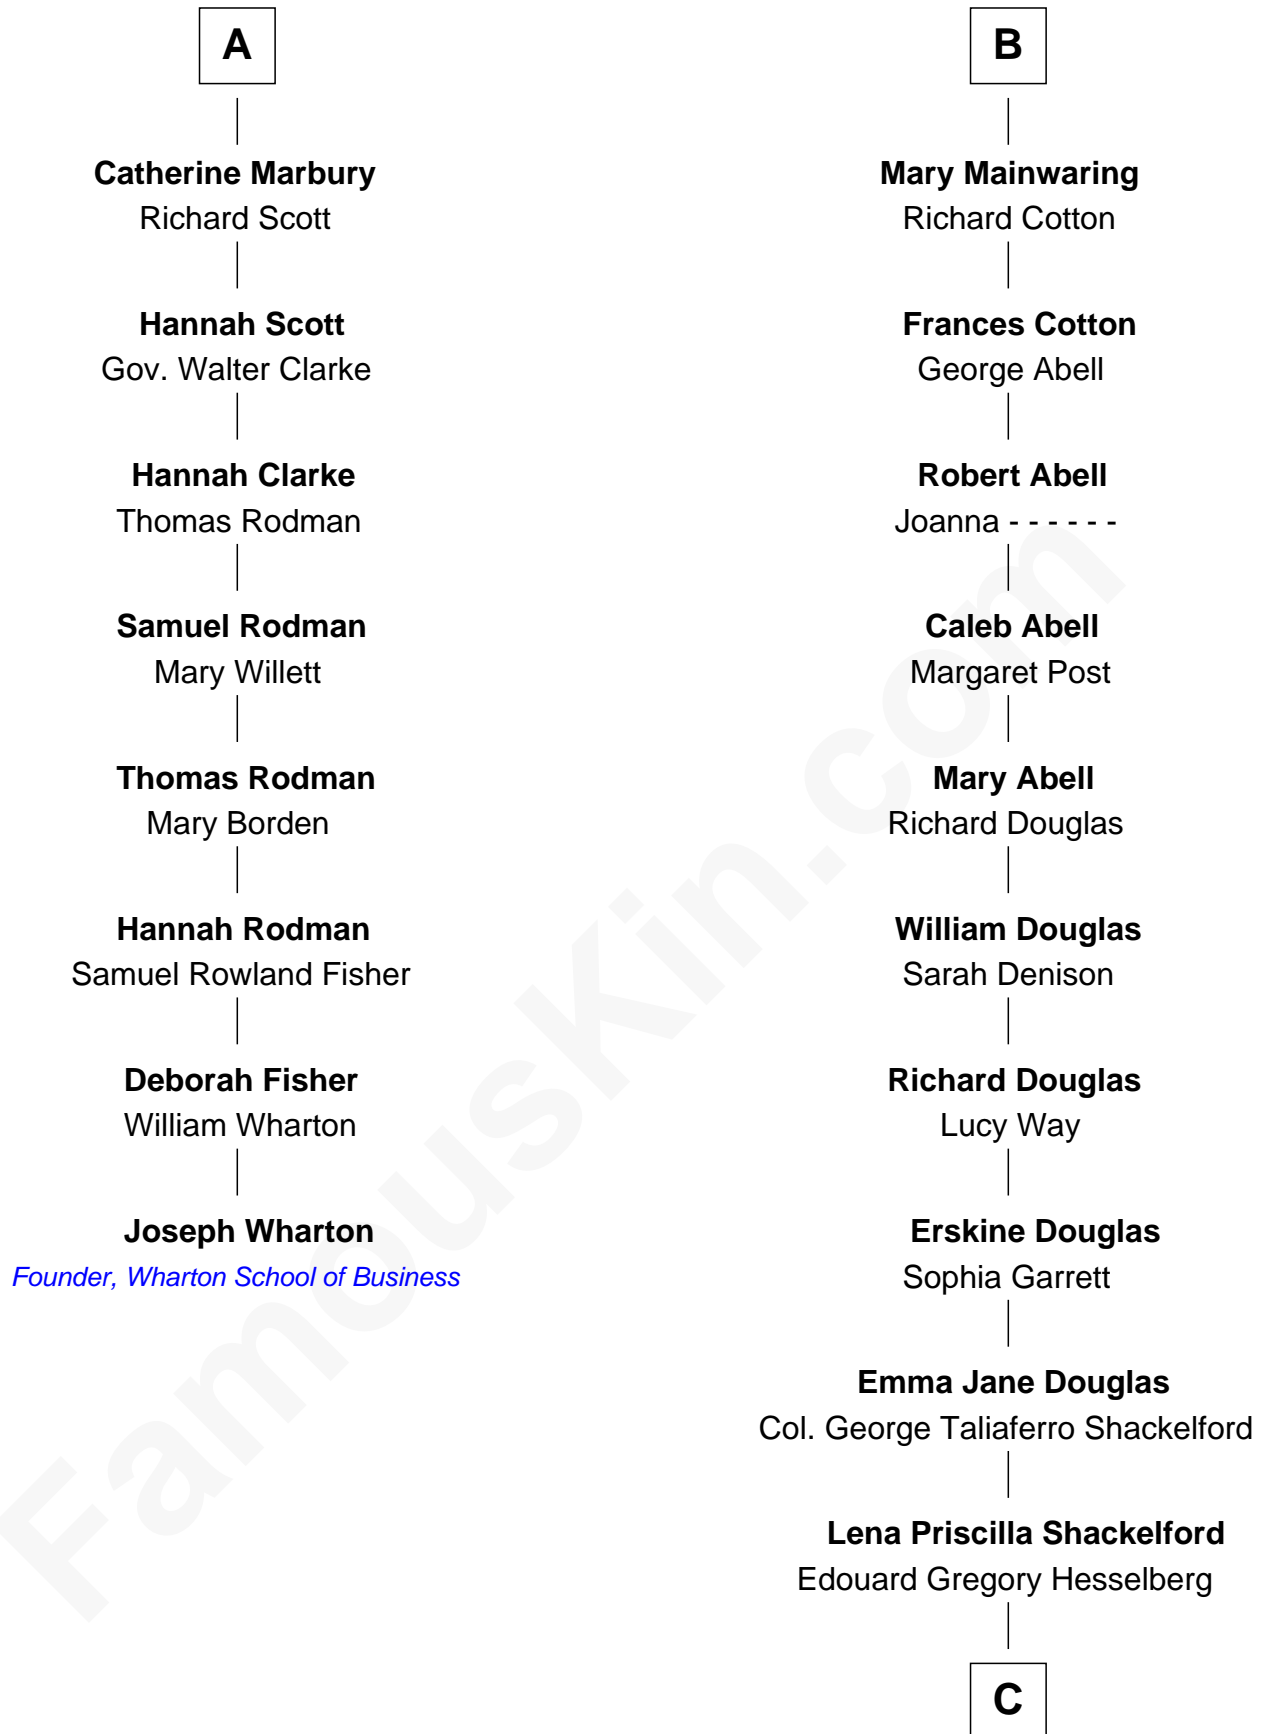 A
Catherine Marbury
Richard Scott
Hannah Scott
Gov. Walter Clarke
Hannah Clarke
Thomas Rodman
Samuel Rodman
Mary Willett
Thomas Rodman
Mary Borden
Hannah Rodman
Samuel Rowland Fisher
Deborah Fisher
William Wharton
Joseph Wharton
Founder, Wharton School of Business
B
Mary Mainwaring
Richard Cotton
Frances Cotton
George Abell
Robert Abell
Joanna - - - - - -
Caleb Abell
Margaret Post
Mary Abell
Richard Douglas
William Douglas
Sarah Denison
Richard Douglas
Lucy Way
Erskine Douglas
Sophia Garrett
Emma Jane Douglas
Col. George Taliaferro Shackelford
Lena Priscilla Shackelford
Edouard Gregory Hesselberg
C
FamousKin.com